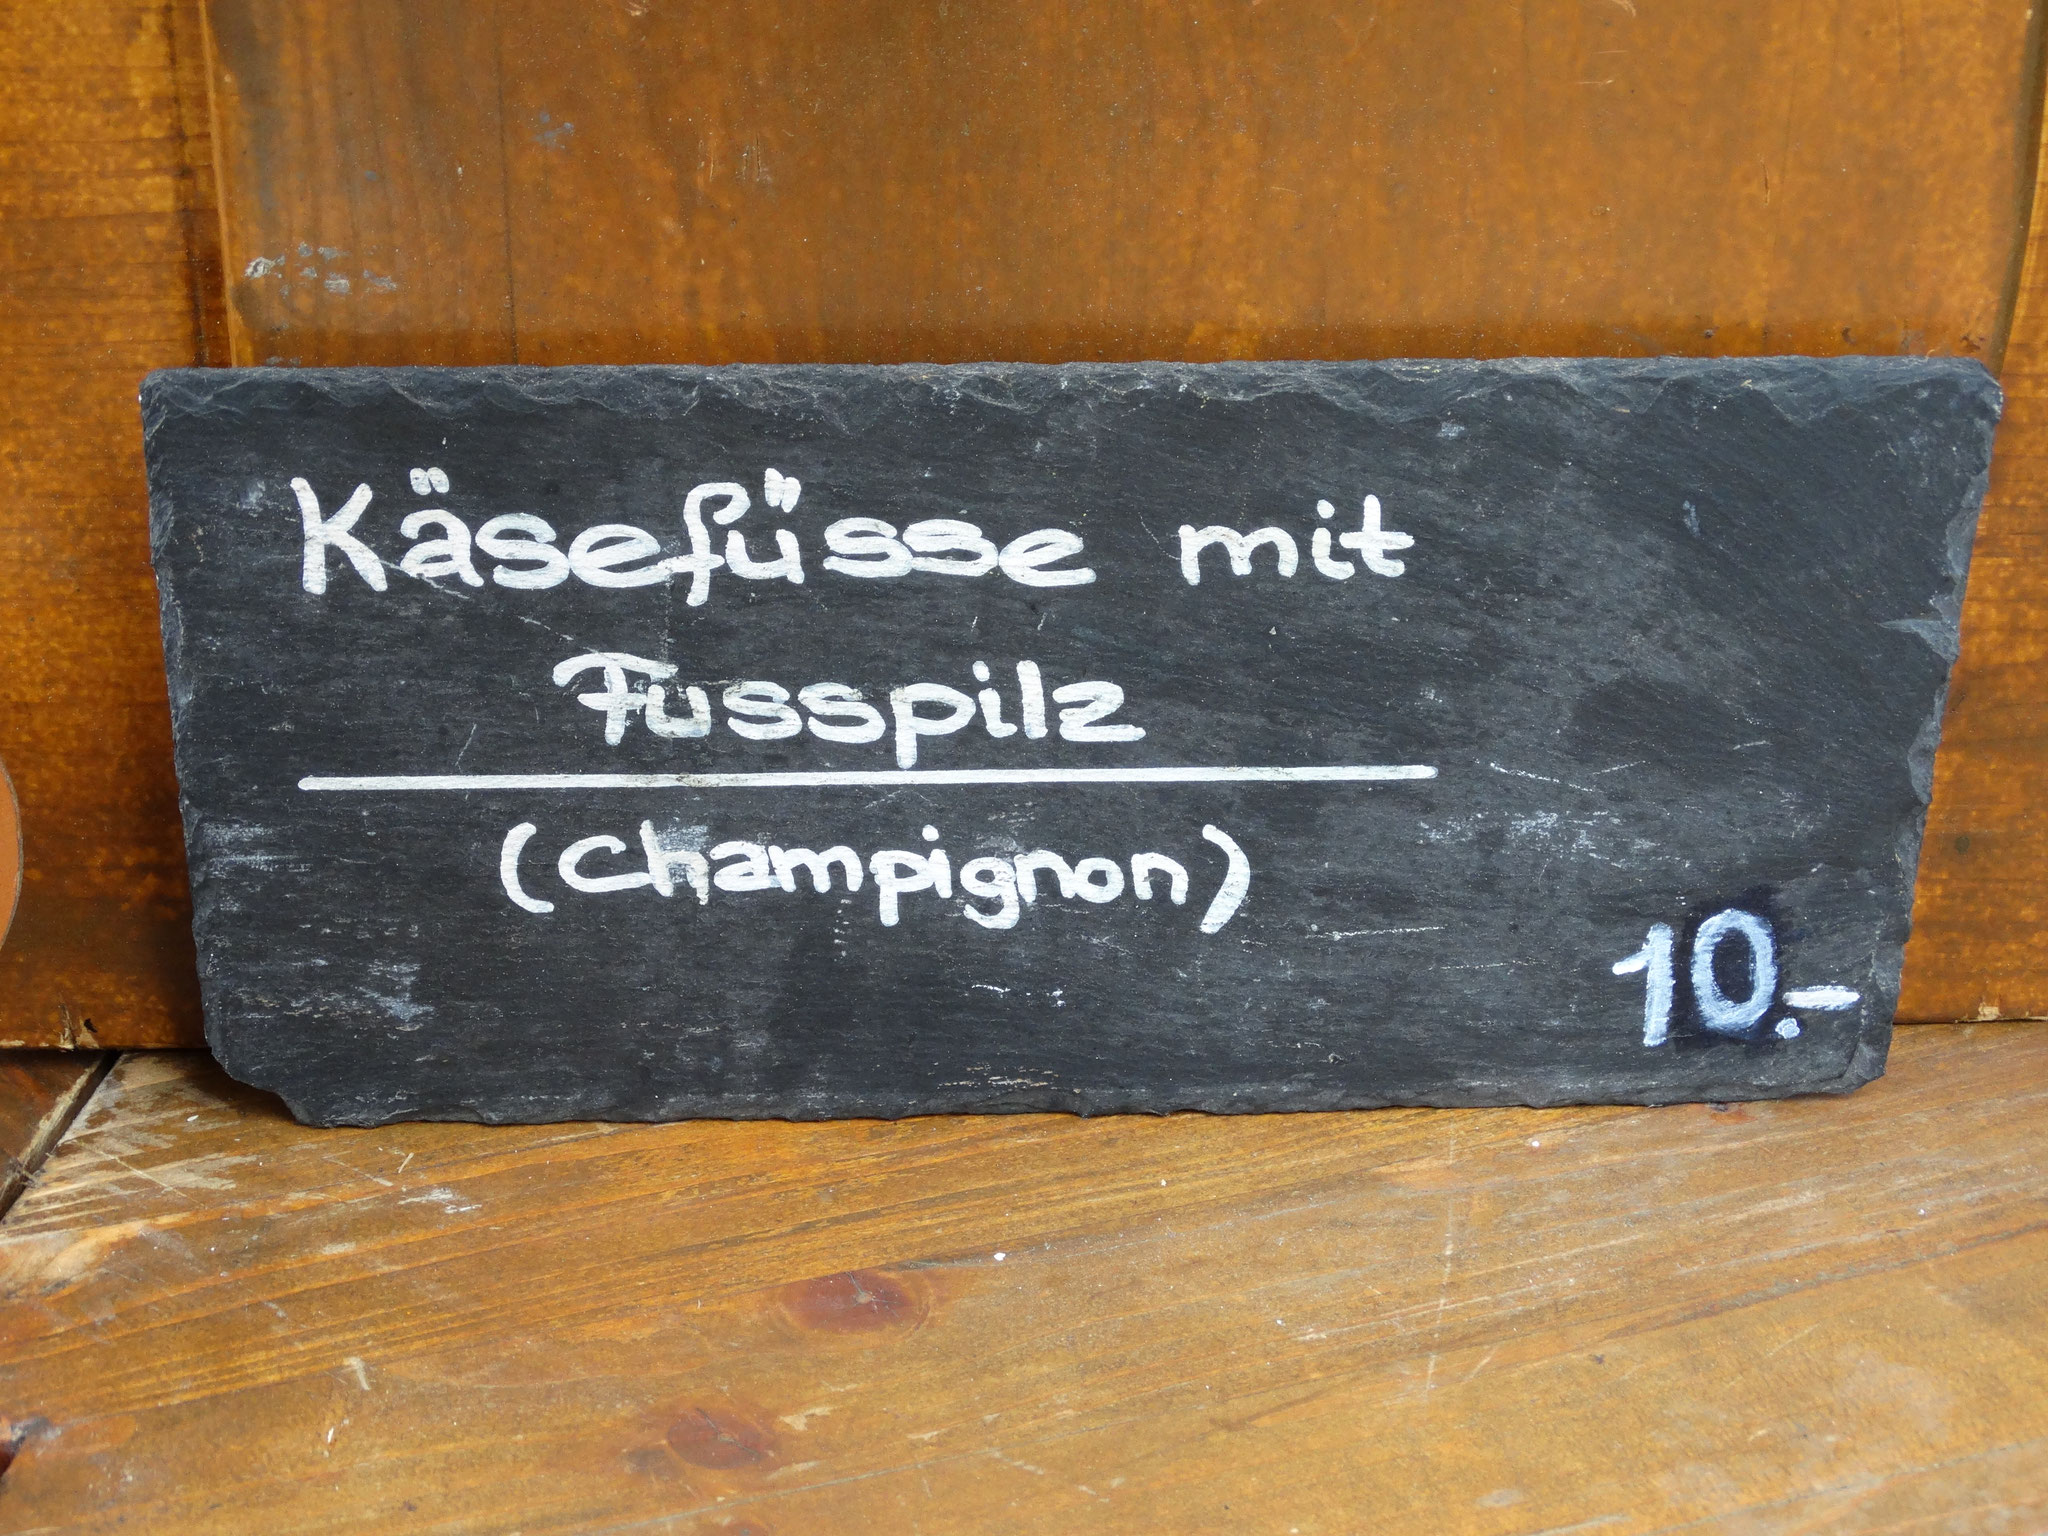 Käsefüsse mit
Fusspilz
(Champignon)
10.-